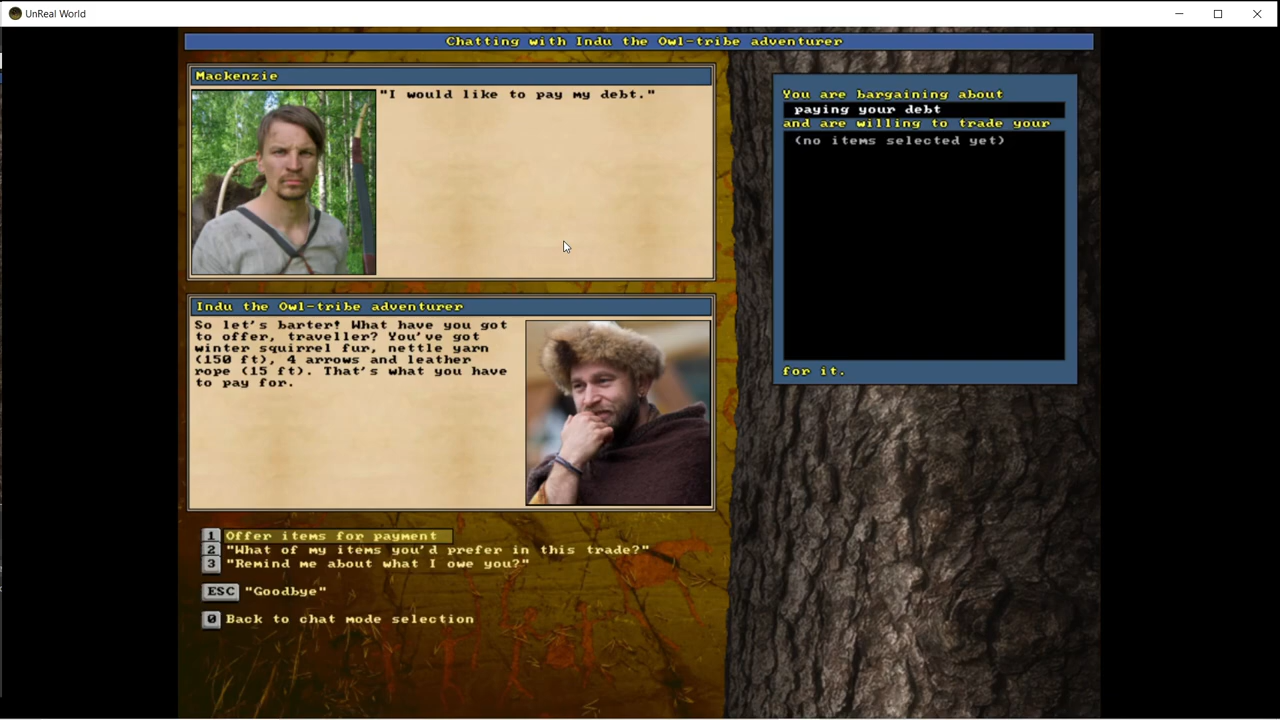 UnReal World
Chatting with Indu the Owl-tribe adventurer
Mackenzie
"I would like to pay my debt."
You are bargaining about
paying your debt
and are willing to trade your
(no items selected yet)
for it.
Indu the Owl-tribe adventurer
So let's barter! What have you got
to offer, traveller? You've got
winter squirrel fur, nettle yarn
(150 ft), 4 arrows and leather
rope (15 ft). That's what you have
to pay for.
1 Offer items for payment
2 "What of my items you'd prefer in this trade?"
3 "Remind me about what I owe you?"
ESC "Goodbye"
0 Back to chat mode selection